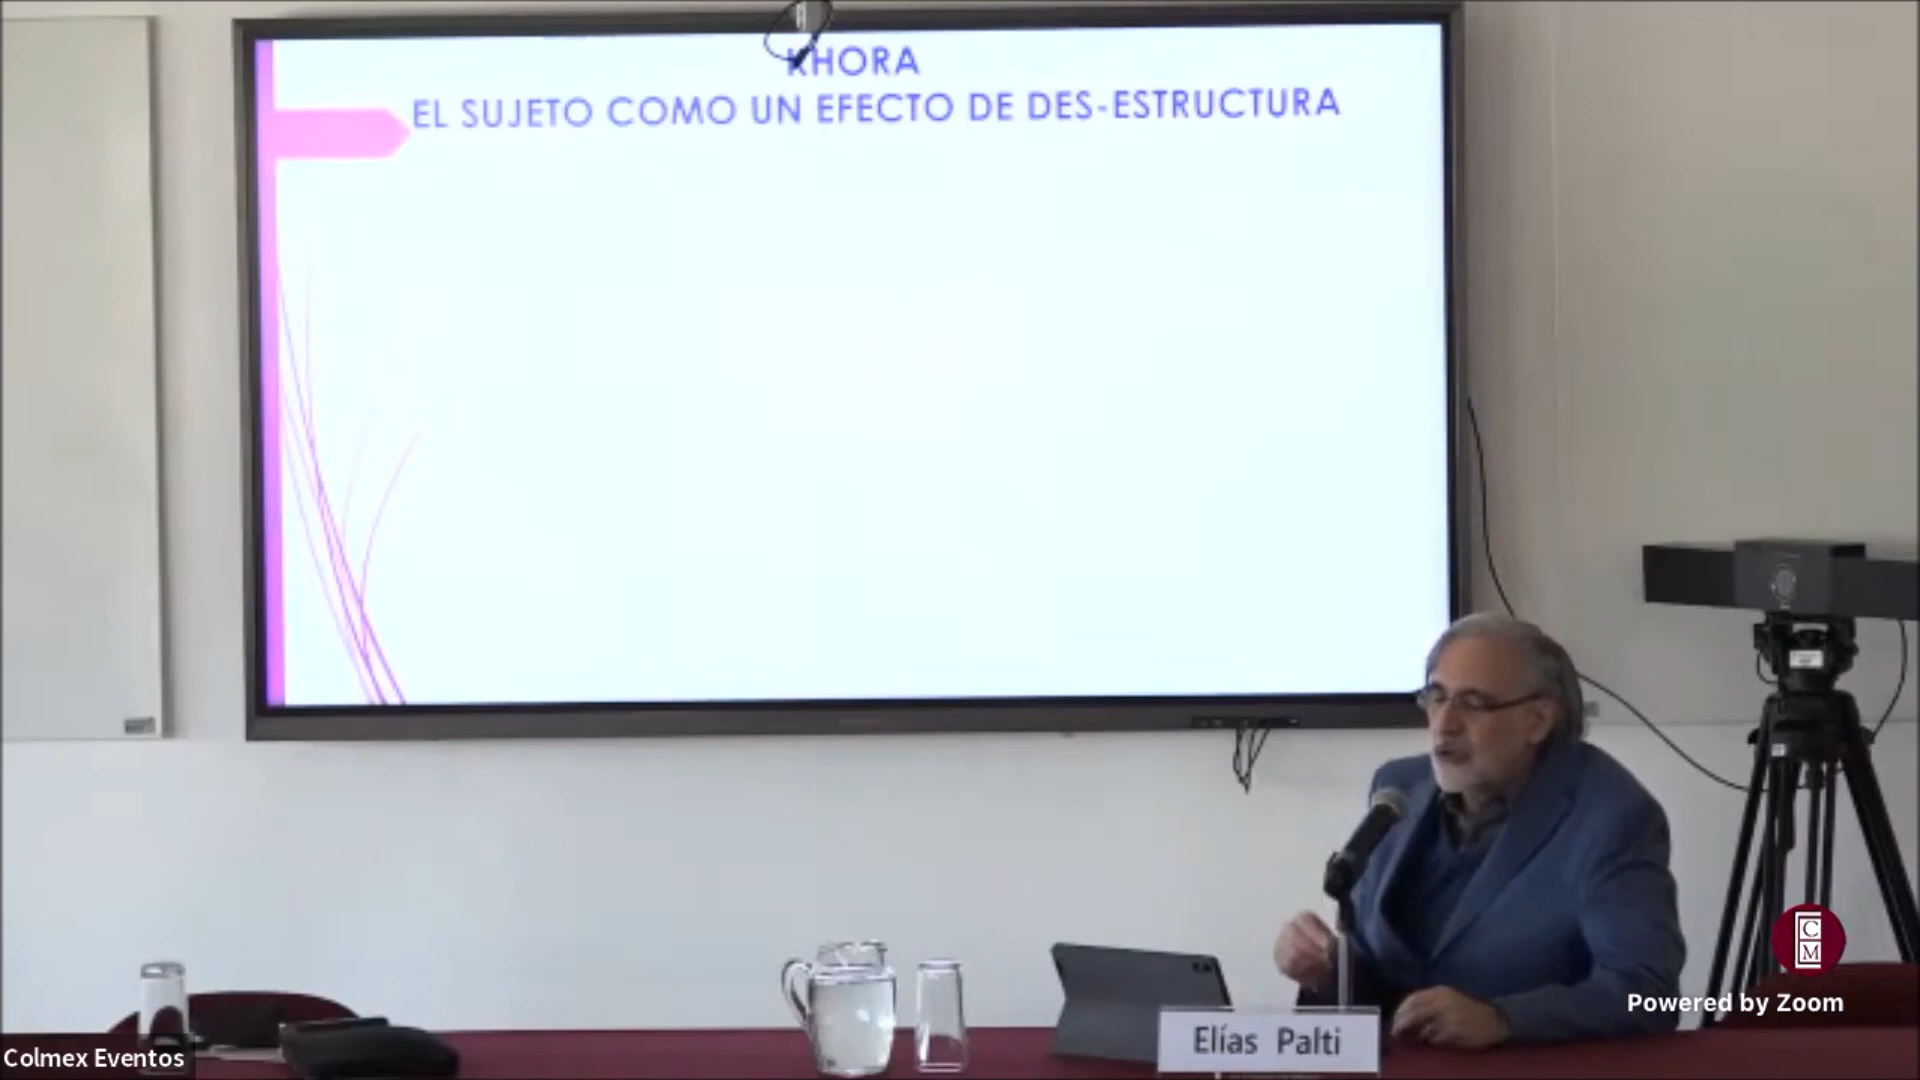 KHORA
EL SUJETO COMO UN EFECTO DE DES-ESTRUCTURA
C
M
Powered by Zoom
Elías Palti
Colmex Eventos